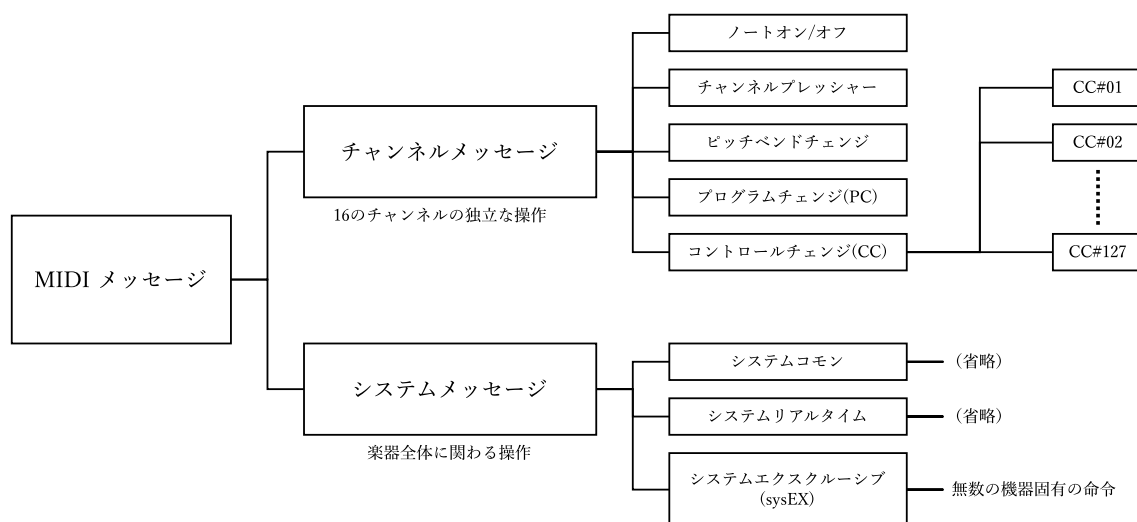 MIDI メッセージ
チャンネルメッセージ
16のチャンネルの独立な操作
ノートオン/オフ
チャンネルプレッシャー
ピッチベンドチェンジ
プログラムチェンジ(PC)
コントロールチェンジ(CC)
CC#01
CC#02
CC#127
システムメッセージ
楽器全体に関わる操作
システムコモン
（省略）
システムリアルタイム
（省略）
システムエクスクルーシブ
(sysEX)
無数の機器固有の命令